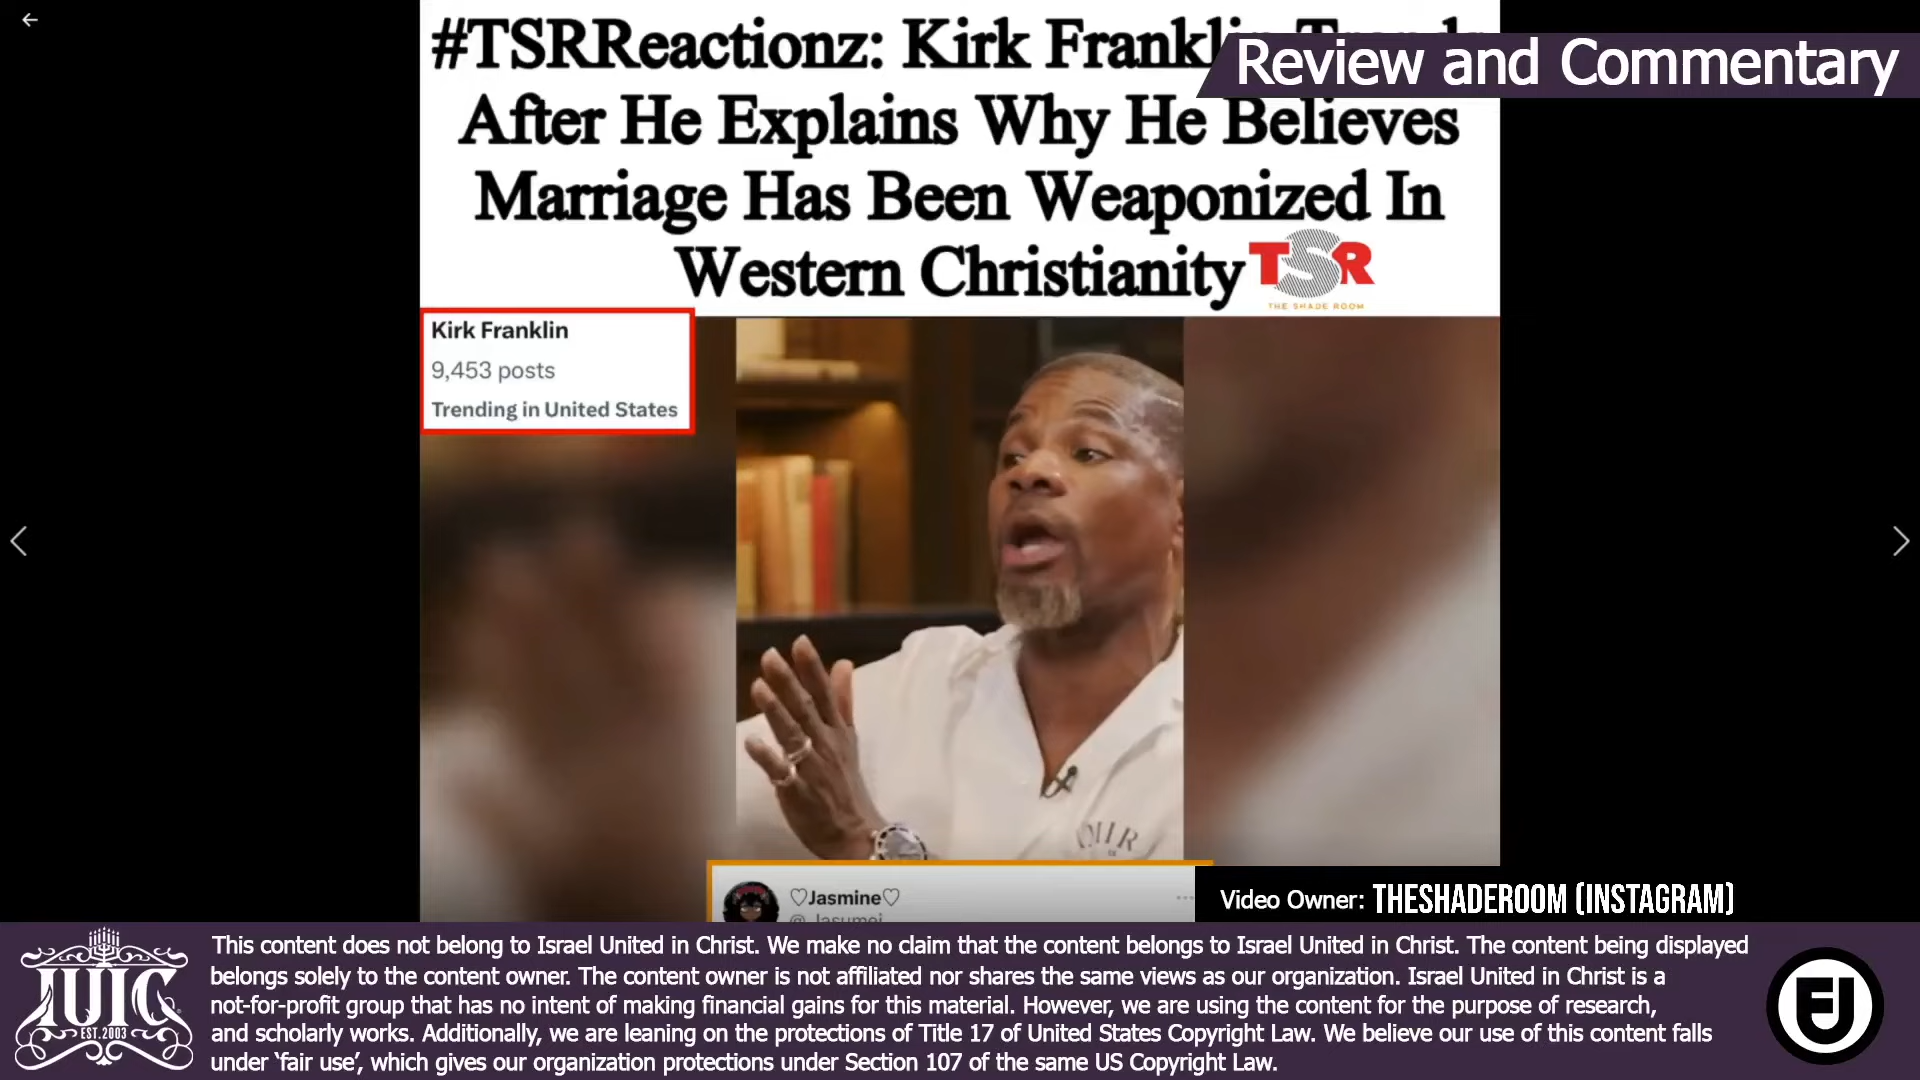 #TSRReactionz: Kirk Franklin Trends
Review and Commentary
After He Explains Why He Believes
Marriage Has Been Weaponized In
Western Christianity
TSR
THE SHADE ROOM
Kirk Franklin
9,453 posts
Trending in United States
♡Jasmine♡
Video Owner: THESHADEROOM (INSTAGRAM)
This content does not belong to Israel United in Christ. We make no claim that the content belongs to Israel United in Christ. The content being displayed
belongs solely to the content owner. The content owner is not affiliated nor shares the same views as our organization. Israel United in Christ is a
not-for-profit group that has no intent of making financial gains for this material. However, we are using the content for the purpose of research,
and scholarly works. Additionally, we are leaning on the protections of Title 17 of United States Copyright Law. We believe our use of this content falls
under ‘fair use’, which gives our organization protections under Section 107 of the same US Copyright Law.
IUIC
EST. 2003